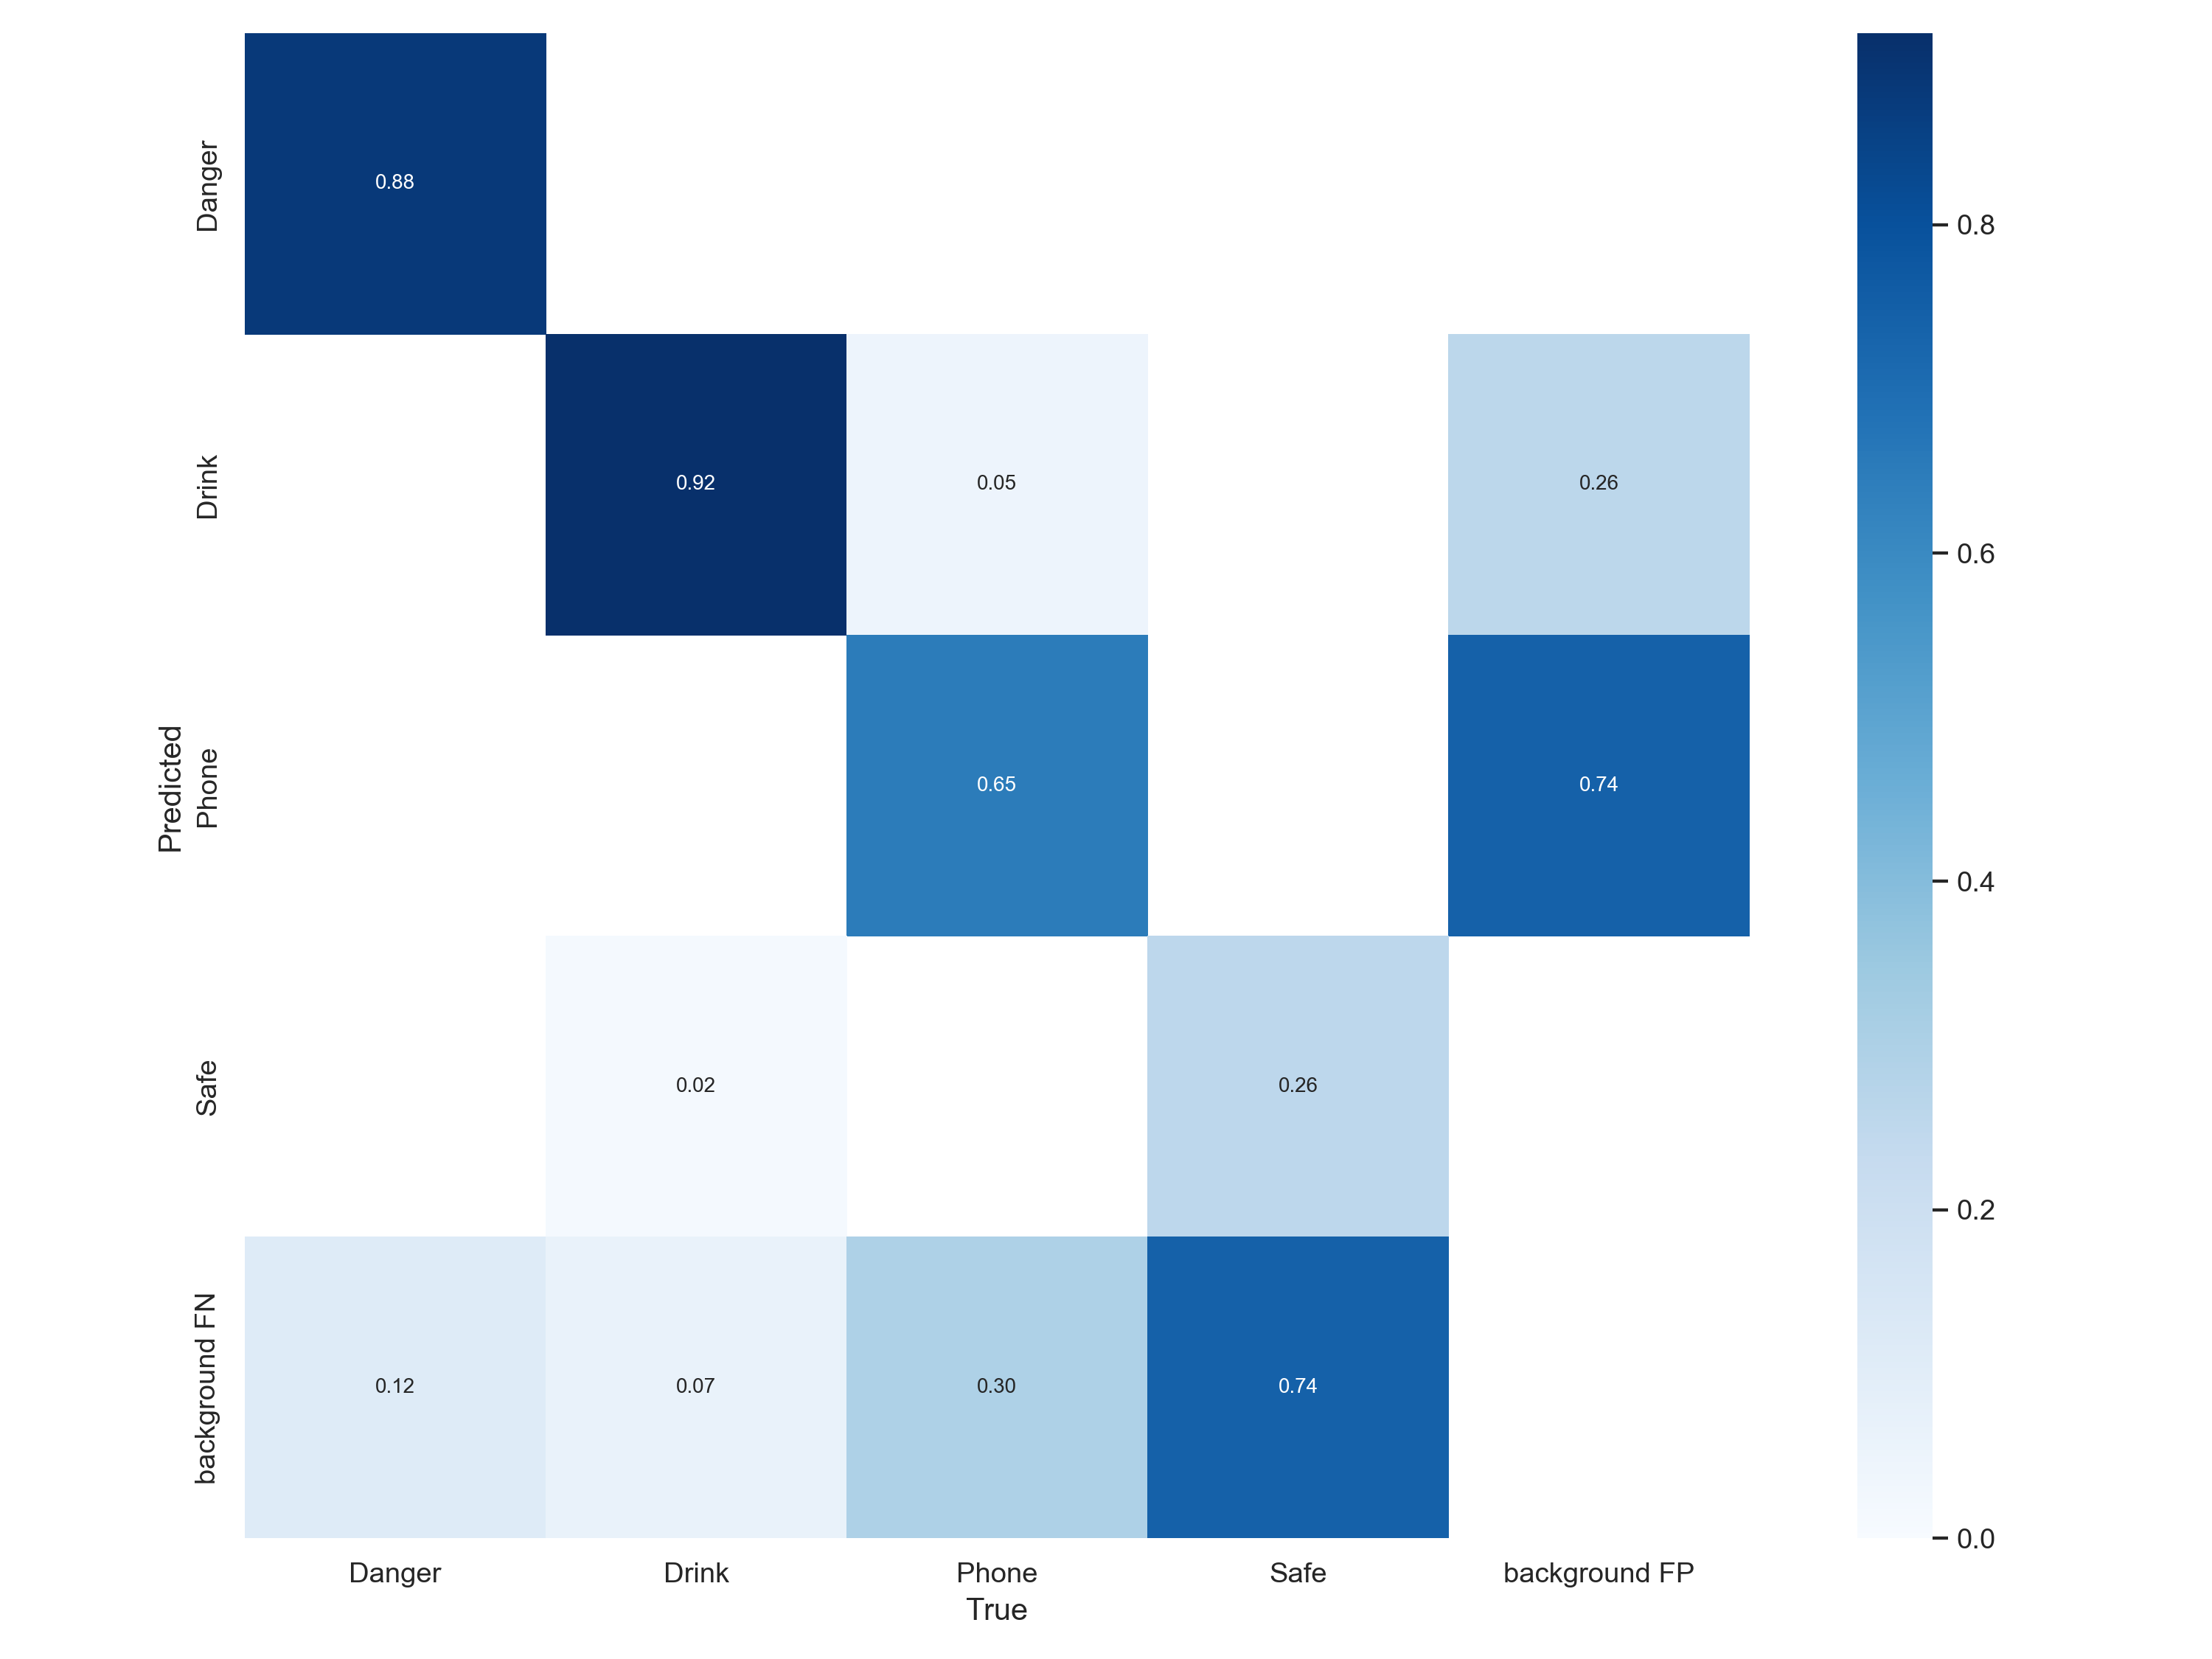 Danger
Drink
Phone
Safe
background FN
Predicted
0.88
0.92
0.05
0.26
0.65
0.74
0.02
0.26
0.12
0.07
0.30
0.74
Danger
Drink
Phone
Safe
background FP
True
0.8
0.6
0.4
0.2
0.0